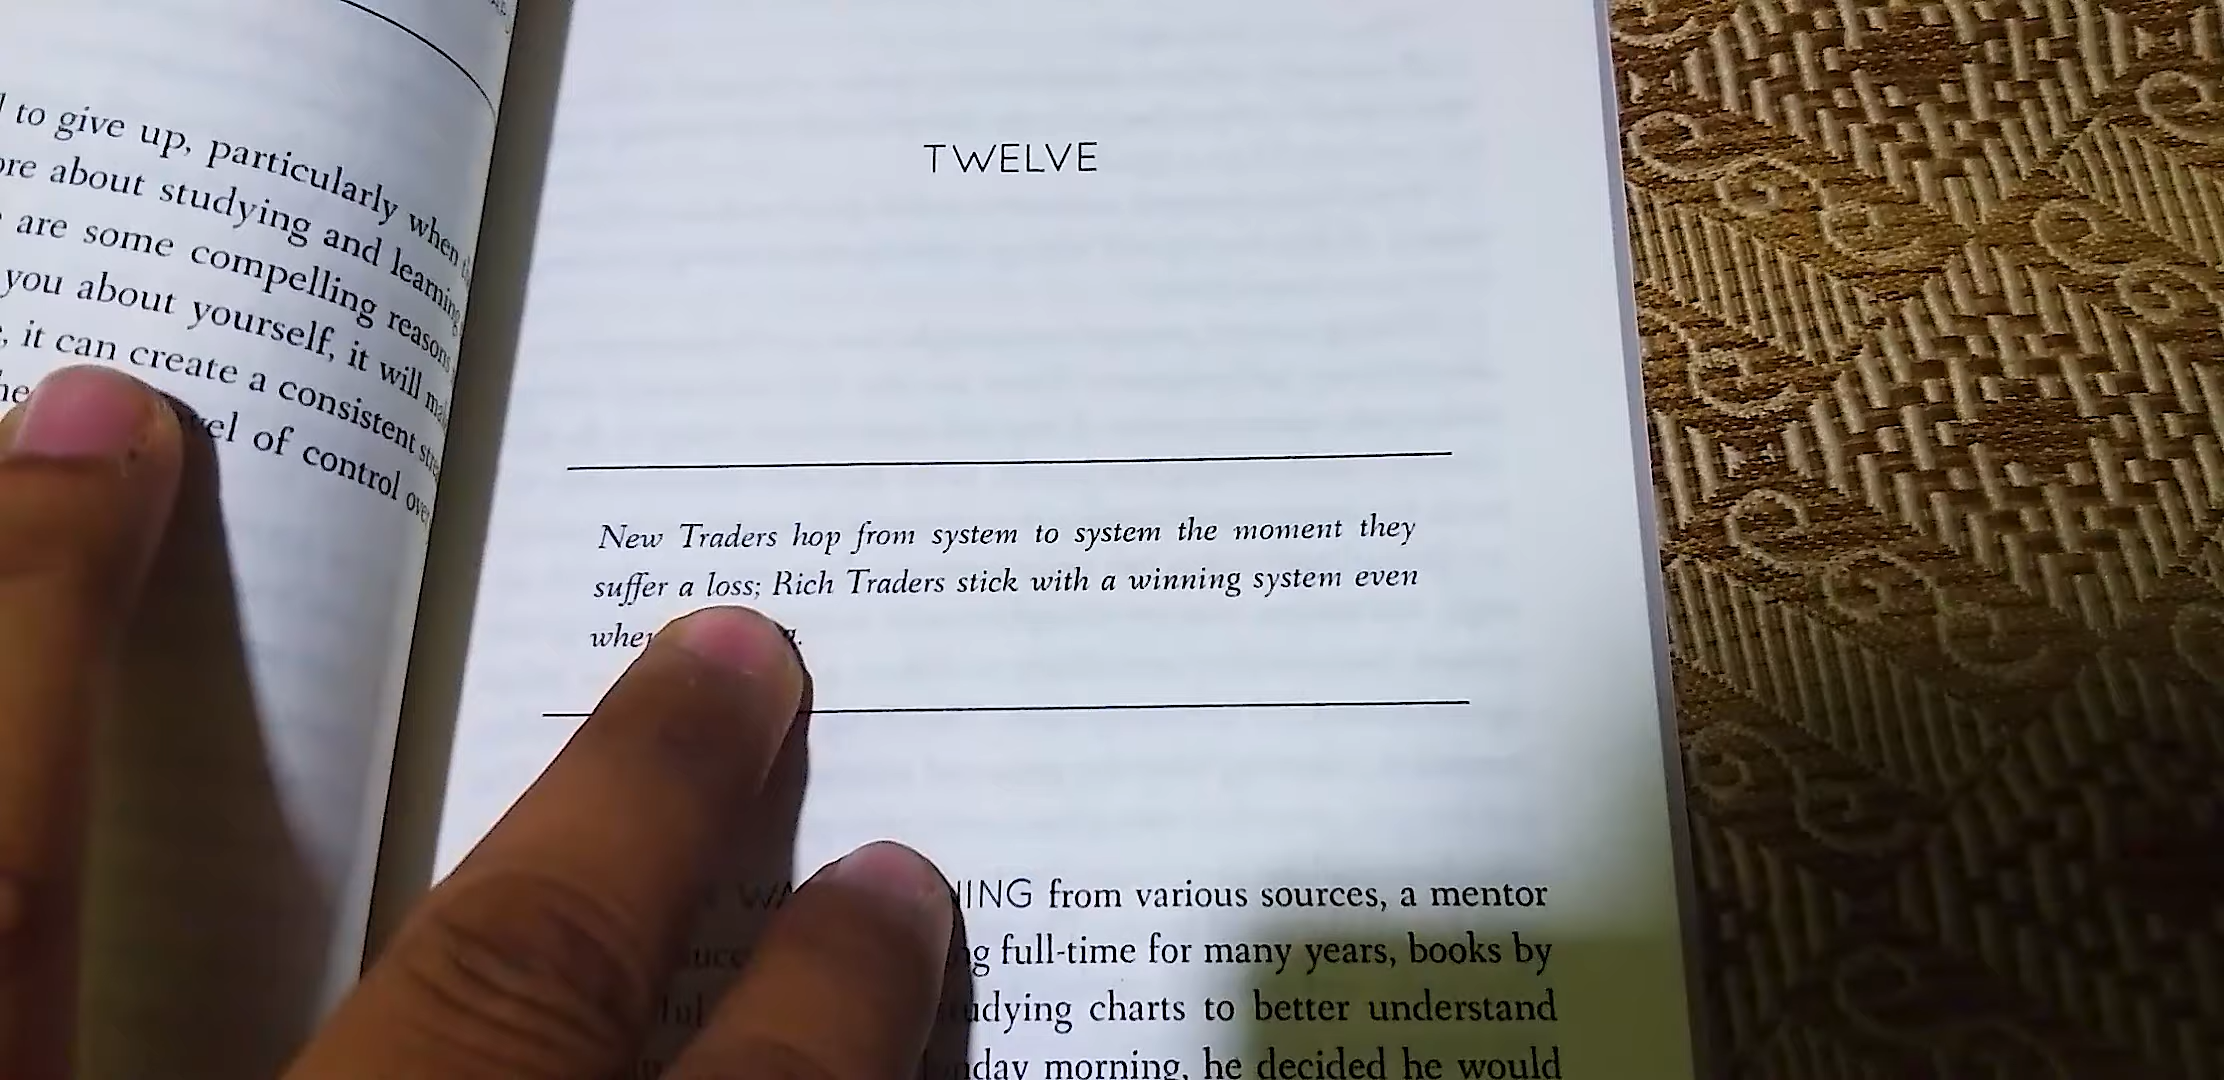 to give up, particularly when
about studying and learning
are some compelling reasons
you about yourself, it will
it can create a consistent
of control
TWELVE
New Traders hop from system to system the moment they
suffer a loss; Rich Traders stick with a winning system even
from various sources, a mentor
full-time for many years, books by
charts to better understand
morning, he decided he would